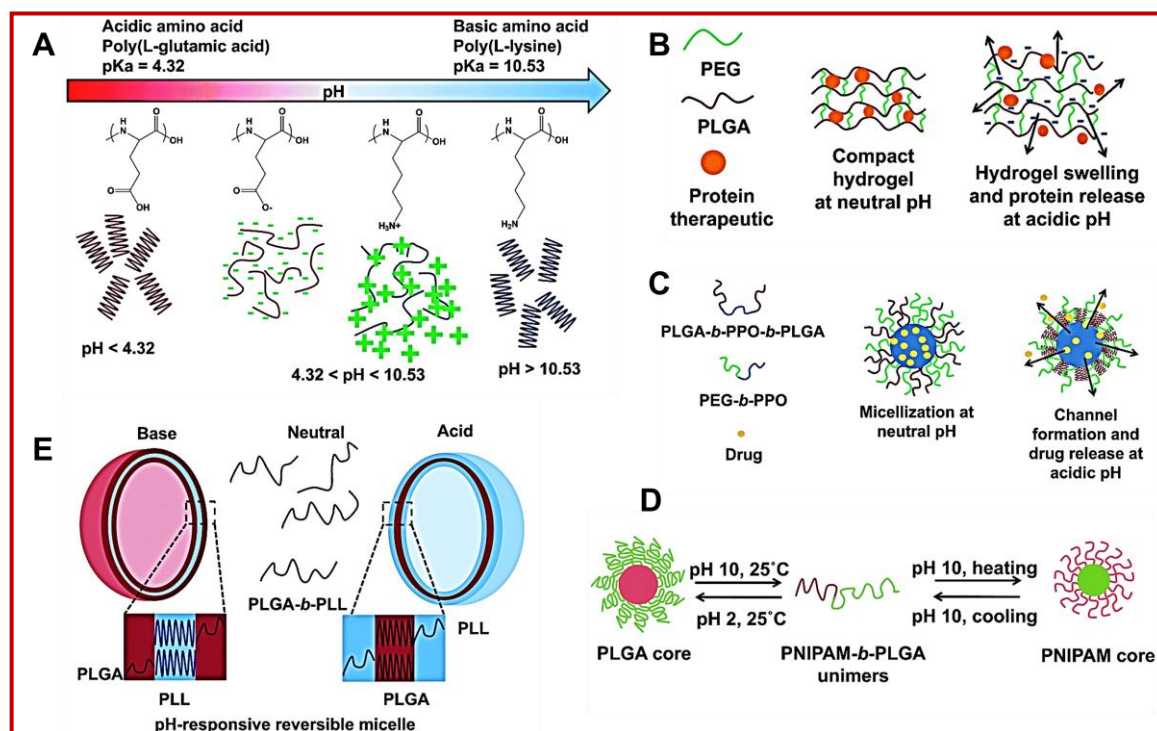 A
Acidic amino acid
Poly(L-glutamic acid)
pKa = 4.32
Basic amino acid
Poly(L-lysine)
pKa = 10.53
pH
H
N
O
OH
O
OH
H
N
O
OH
O
O-
H
N
O
OH
H₃N+
H
N
O
OH
H₂N
pH < 4.32
4.32 < pH < 10.53
pH > 10.53
B
PEG
PLGA
Protein
therapeutic
Compact
hydrogel
at neutral pH
Hydrogel swelling
and protein release
at acidic pH
C
PLGA-b-PPO-b-PLGA
PEG-b-PPO
Drug
Micellization at
neutral pH
Channel
formation and
drug release at
acidic pH
E
Base
Neutral
Acid
PLGA-b-PLL
PLGA
PLL
PLL
PLGA
pH-responsive reversible micelle
D
pH 10, 25˚C
pH 2, 25˚C
pH 10, heating
pH 10, cooling
PLGA core
PNIPAM-b-PLGA
unimers
PNIPAM core